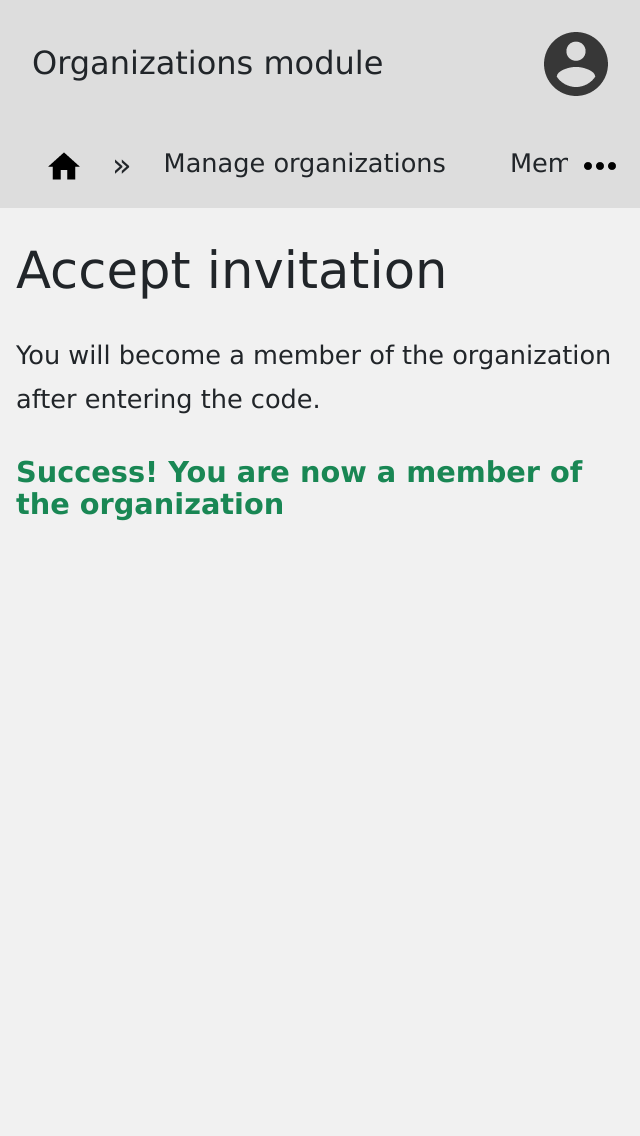 Organizations module
» Manage organizations Mem
Accept invitation
You will become a member of the organization
after entering the code.
Success! You are now a member of
the organization